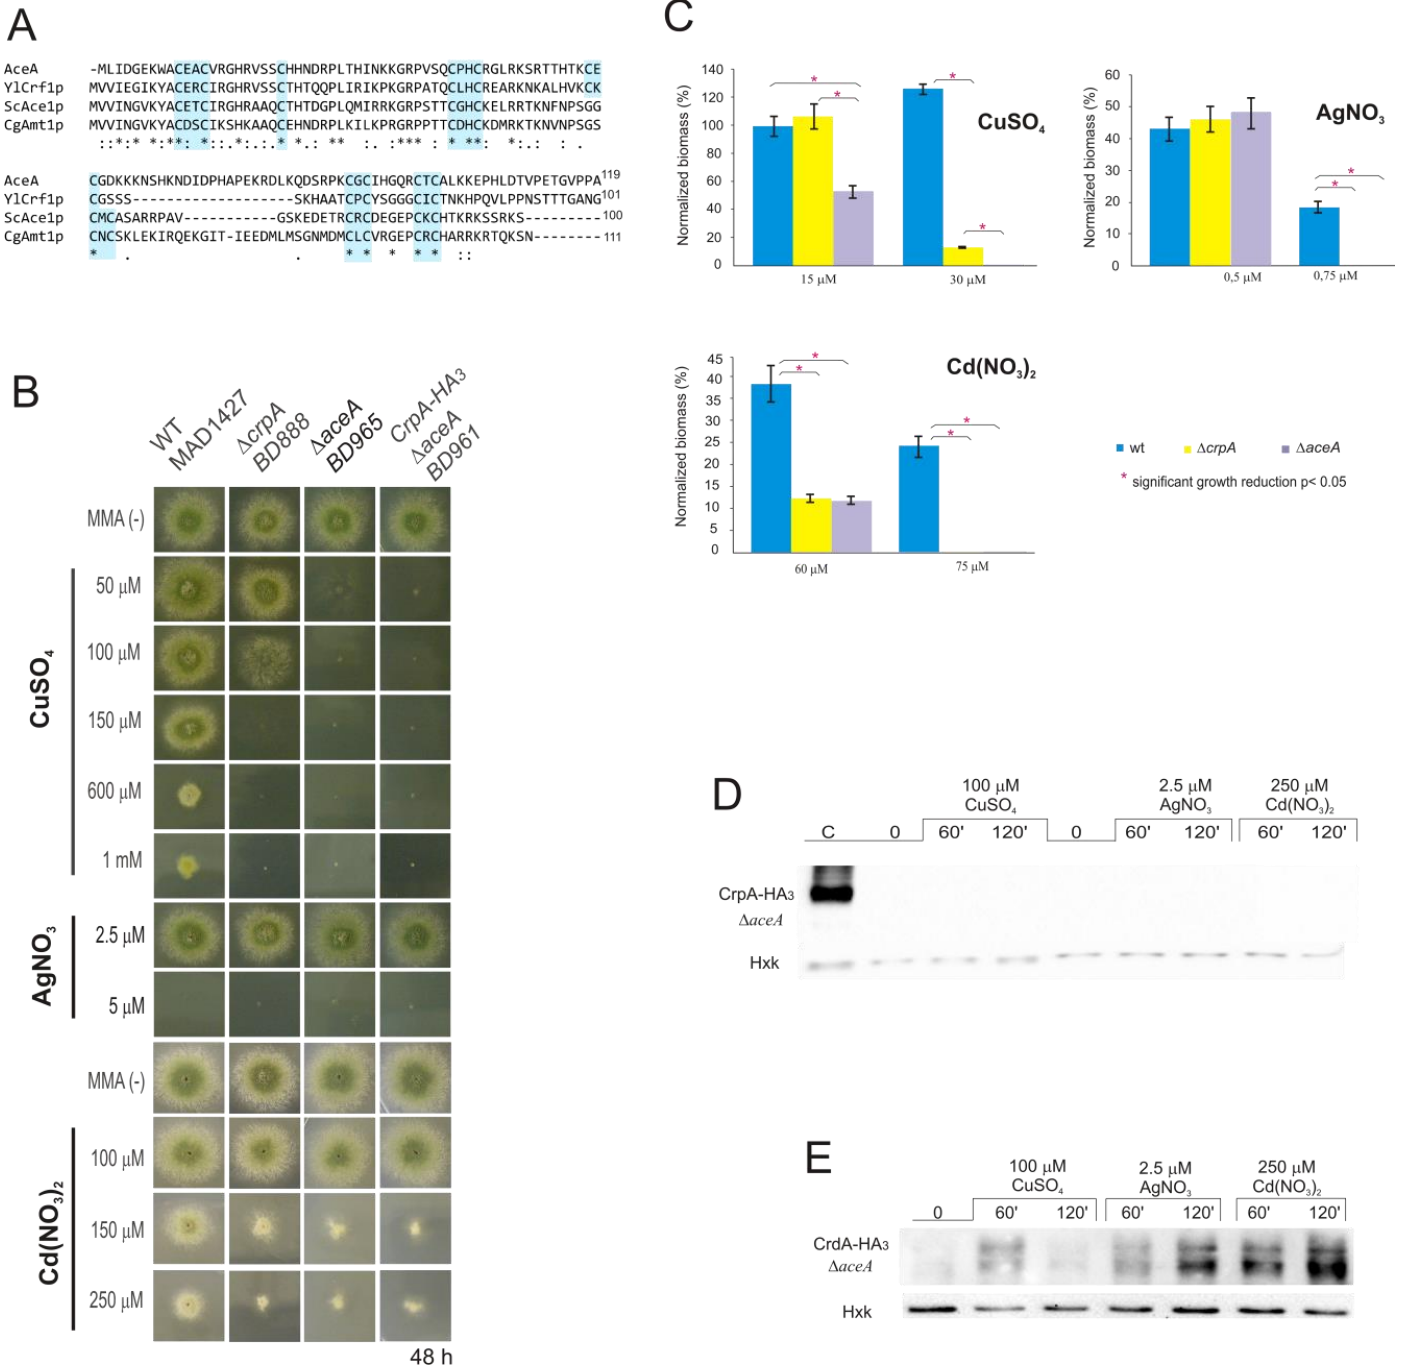 A
AceA -MLIDGEKWACEACVRGHRVSSCHHNDRPLTHINKKGRPVSQCPHCRGLRKSRTTHTKCE
YlCrf1p MVVIEGIKYACERCIRGHRVSSCTHTQQPLIRIKPKGRPATQCLHCREARKNKALHVKCK
ScAce1p MVVINGVKYACETCIRGHRAAQCTHTDGPLQMIRRKGRPSTTCGHCKELRRTKNFNPSGG
CgAmt1p MVVINGVKYACDSCIKSHKAAQCEHNDRPLKILKPRGRPPTTCDHCKDMRKTKNVNPSGS
AceA CGDKKKNSHKNDIDPHAPEKRDLKQDSRPKCGCIHGQRCTCALKKEPHLDTVPETGVPPA 119
YlCrf1p CGSSS-------------------SKHAATCPCYSGGGCICTNKHPQVLPPNSTTTGANG 101
ScAce1p CMCASARRPAV-----------GSKEDETRCRCDEGEPCKCHTKRKSSRKS--------- 100
CgAmt1p CNCSKLEKIRQEKGIT-IEEDMLMSGNMDMCLCVRGEPCRCHARRKRTQKSN-------- 111
B
WT MAD1427
ΔcrpA BD888
ΔaceA BD965
CrpA-HA3 ΔaceA BD961
MMA (-)
CuSO4
50 µM
100 µM
150 µM
600 µM
1 mM
AgNO3
2.5 µM
5 µM
MMA (-)
Cd(NO3)2
100 µM
150 µM
250 µM
48 h
C
Normalized biomass (%)
140
120
100
80
60
40
20
0
CuSO4
* * * *
15 µM 30 µM
Normalized biomass (%)
60
50
40
30
20
10
0
AgNO3
* *
0,5 µM 0,75 µM
Normalized biomass (%)
45
40
35
30
25
20
15
10
5
0
Cd(NO3)2
* * * *
60 µM 75 µM
wt ΔcrpA ΔaceA
* significant growth reduction p< 0.05
D
100 µM CuSO4
2.5 µM AgNO3
250 µM Cd(NO3)2
C 0 60' 120' 0 60' 120' 60' 120'
CrpA-HA3
ΔaceA
Hxk
E
100 µM CuSO4
2.5 µM AgNO3
250 µM Cd(NO3)2
0 60' 120' 60' 120' 60' 120'
CrdA-HA3
ΔaceA
Hxk